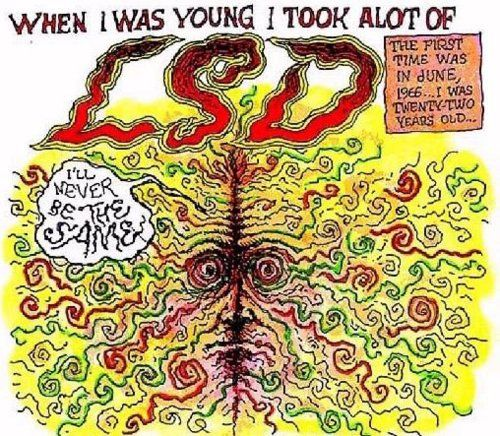 WHEN I WAS YOUNG I TOOK ALOT OF
LSD
THE FIRST
TIME WAS
IN JUNE,
1966...I WAS
TWENTY-TWO
YEARS OLD...
I'LL
NEVER
BE THE
SAME!